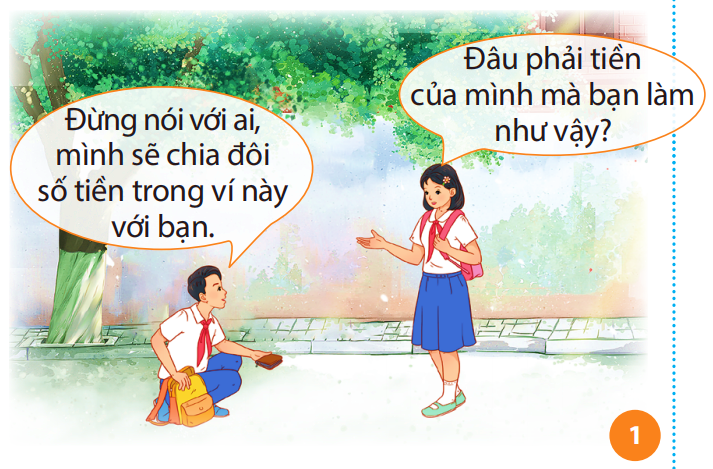 Đừng nói với ai,
mình sẽ chia đôi
số tiền trong ví này
với bạn.
Đâu phải tiền
của mình mà bạn làm
như vậy?
1